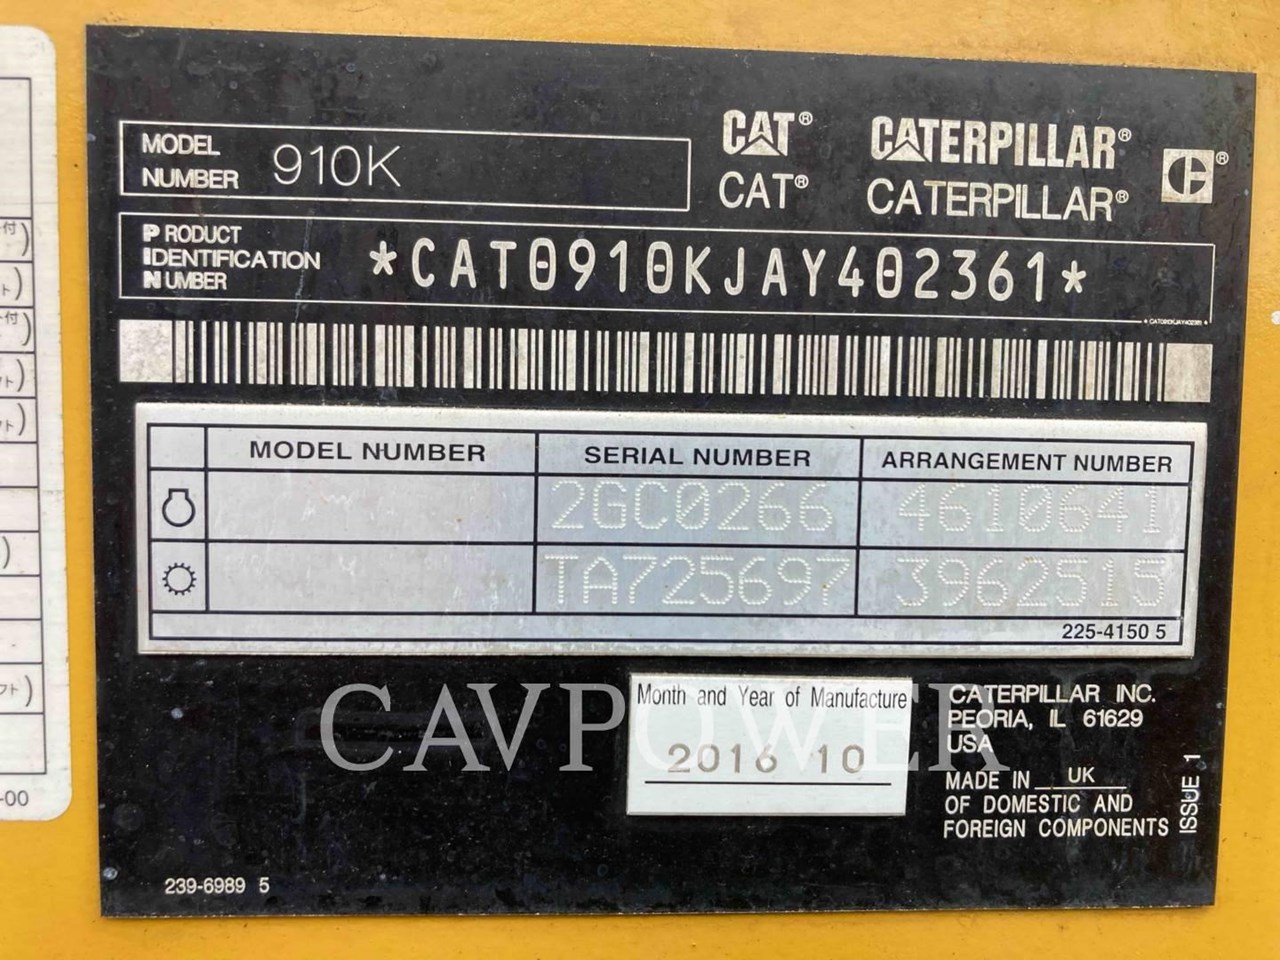 MODEL
NUMBER 910K
CAT® CATERPILLAR®
CAT® CATERPILLAR®
PRODUCT
IDENTIFICATION
NUMBER
*CAT0910KJAY402361*
*CAT0910KJAY402361*
MODEL NUMBER SERIAL NUMBER ARRANGEMENT NUMBER
2GC0266 4610641
TA725697 3962515
225-4150 5
Month and Year of Manufacture
2016 10
CATERPILLAR INC.
PEORIA, IL 61629
USA
MADE IN UK
OF DOMESTIC AND
FOREIGN COMPONENTS
ISSUE 1
239-6989 5
CAVPOWER
-00